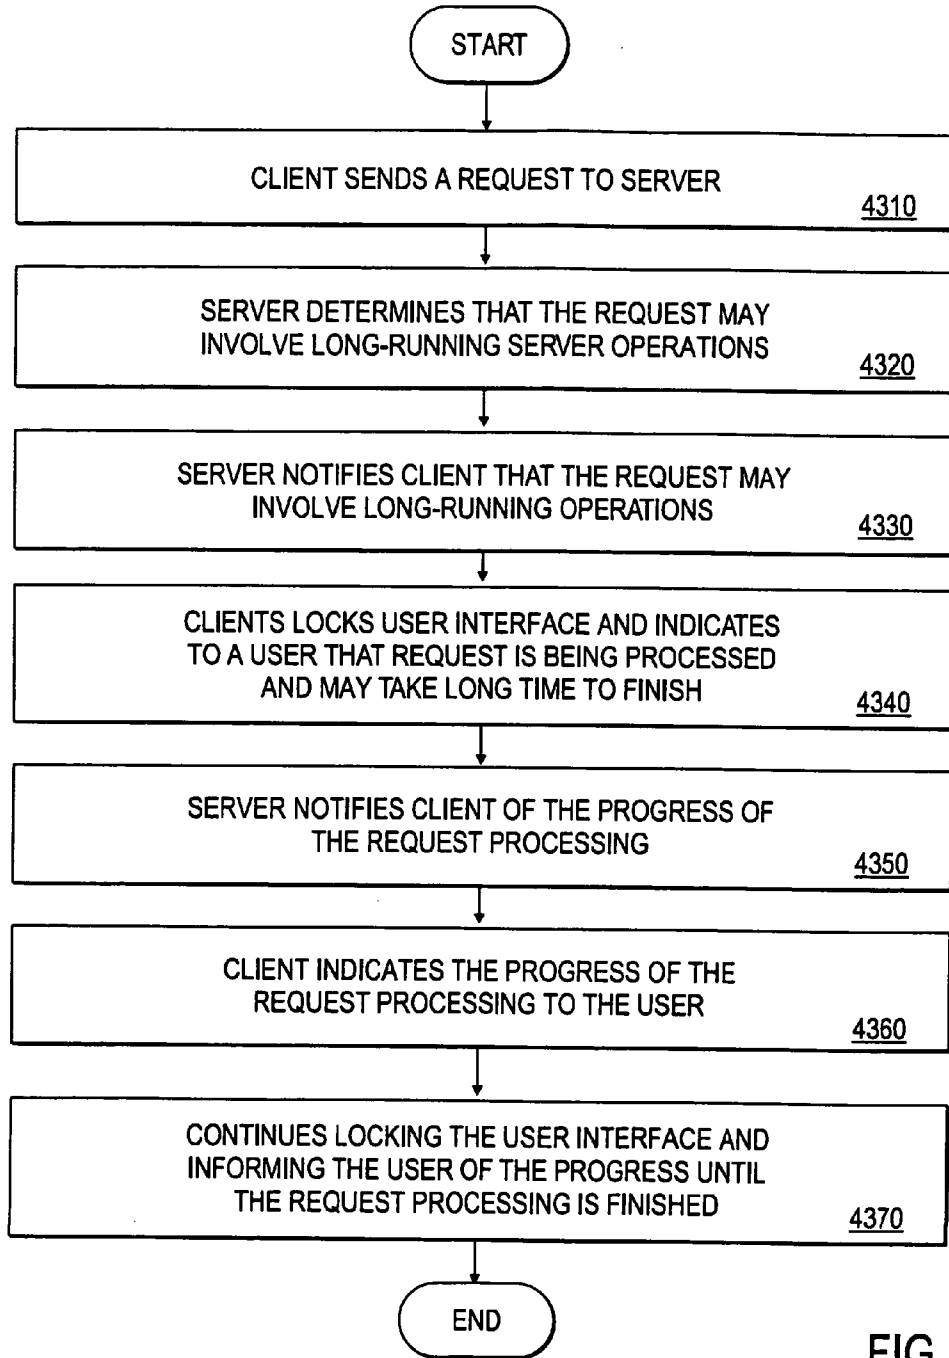 START
CLIENT SENDS A REQUEST TO SERVER
4310
SERVER DETERMINES THAT THE REQUEST MAY
INVOLVE LONG-RUNNING SERVER OPERATIONS
4320
SERVER NOTIFIES CLIENT THAT THE REQUEST MAY
INVOLVE LONG-RUNNING OPERATIONS
4330
CLIENTS LOCKS USER INTERFACE AND INDICATES
TO A USER THAT REQUEST IS BEING PROCESSED
AND MAY TAKE LONG TIME TO FINISH
4340
SERVER NOTIFIES CLIENT OF THE PROGRESS OF
THE REQUEST PROCESSING
4350
CLIENT INDICATES THE PROGRESS OF THE
REQUEST PROCESSING TO THE USER
4360
CONTINUES LOCKING THE USER INTERFACE AND
INFORMING THE USER OF THE PROGRESS UNTIL
THE REQUEST PROCESSING IS FINISHED
4370
END
FIG